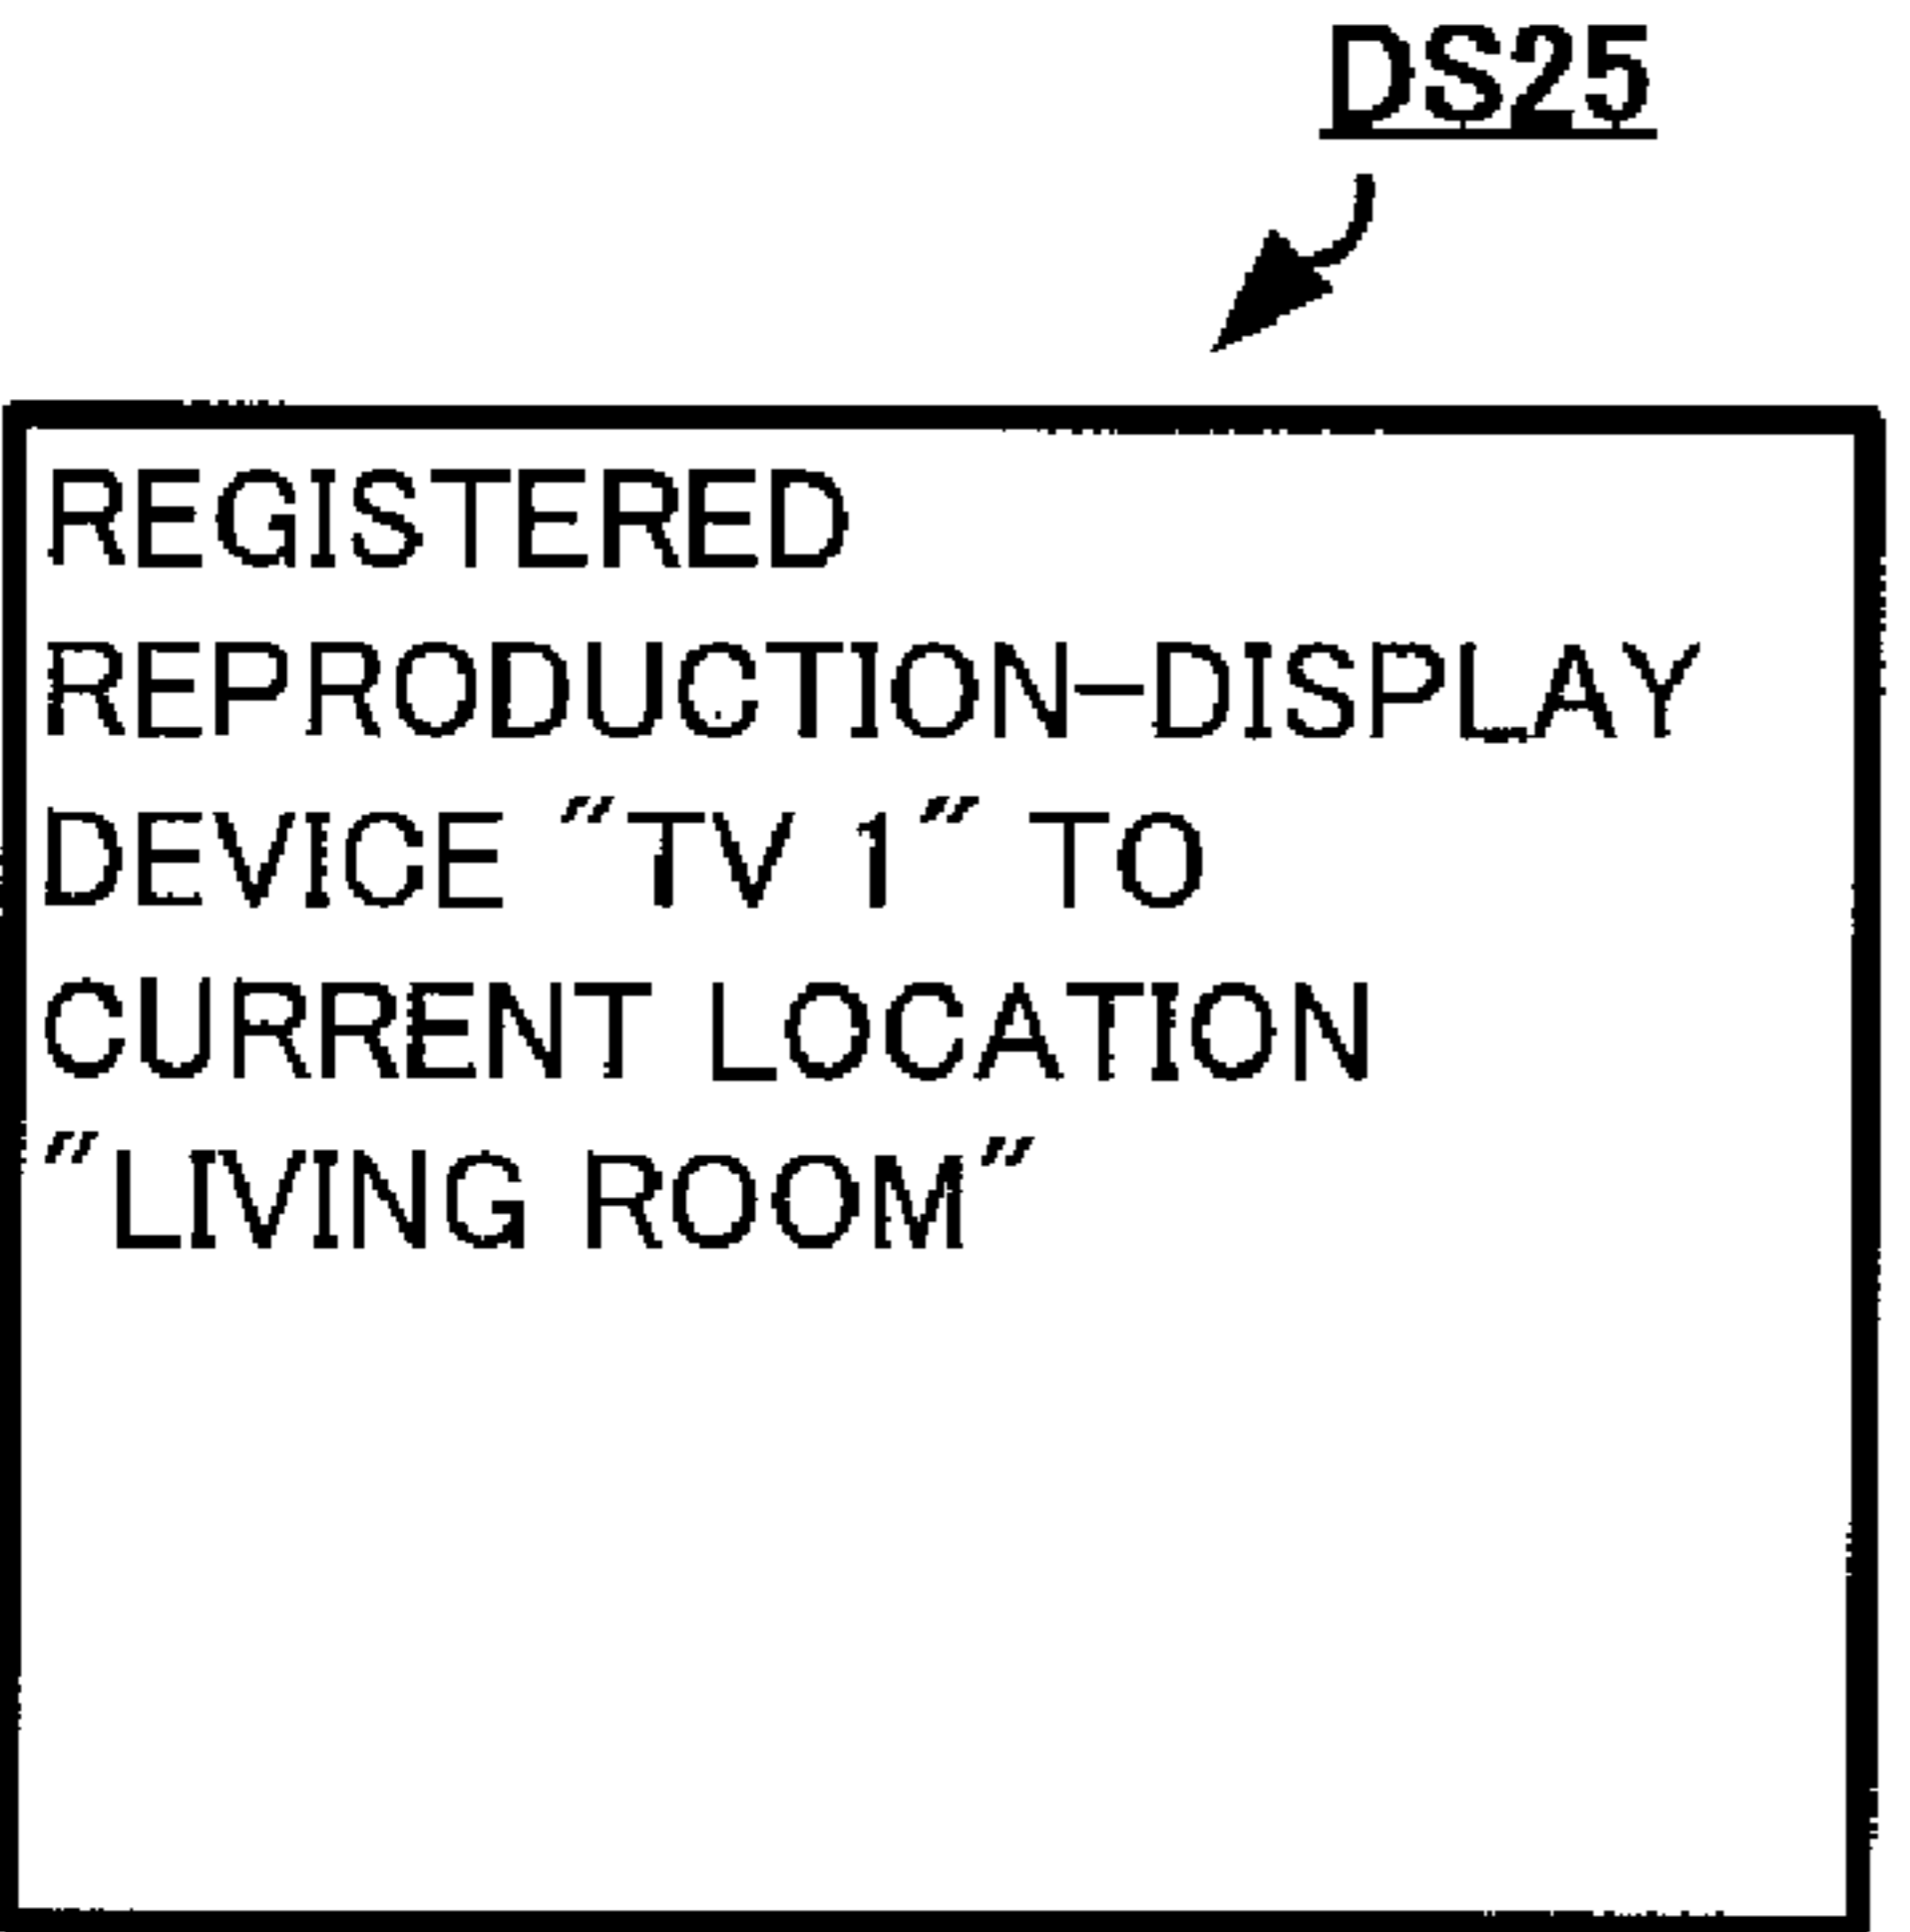 DS25
REGISTERED
REPRODUCTION-DISPLAY
DEVICE "TV 1" TO
CURRENT LOCATION
"LIVING ROOM"